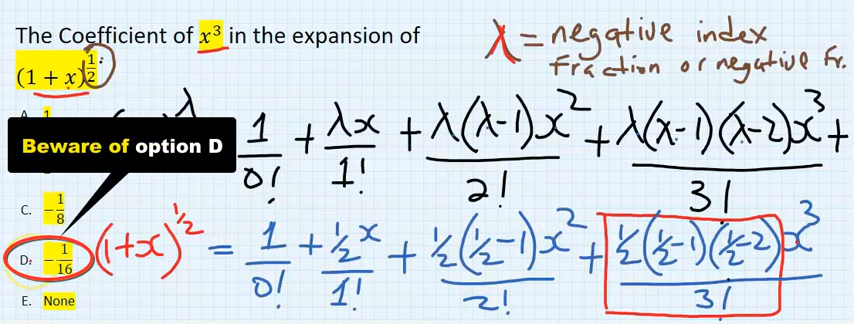 The Coefficient of x³ in the expansion of
(1 + x)^{1/2}
λ = negative index
Fraction or negative Fr.
Beware of option D
λ
1/0! + λx/1! + λ(λ-1)x²/2! + λ(λ-1)(λ-2)x³/3! +
C. -1/8
D. -1/16
(1+x)^{1/2} = 1/0! + ½x/1! + ½(½-1)x²/2! + ½(½-1)(½-2)x³/3!
E. None